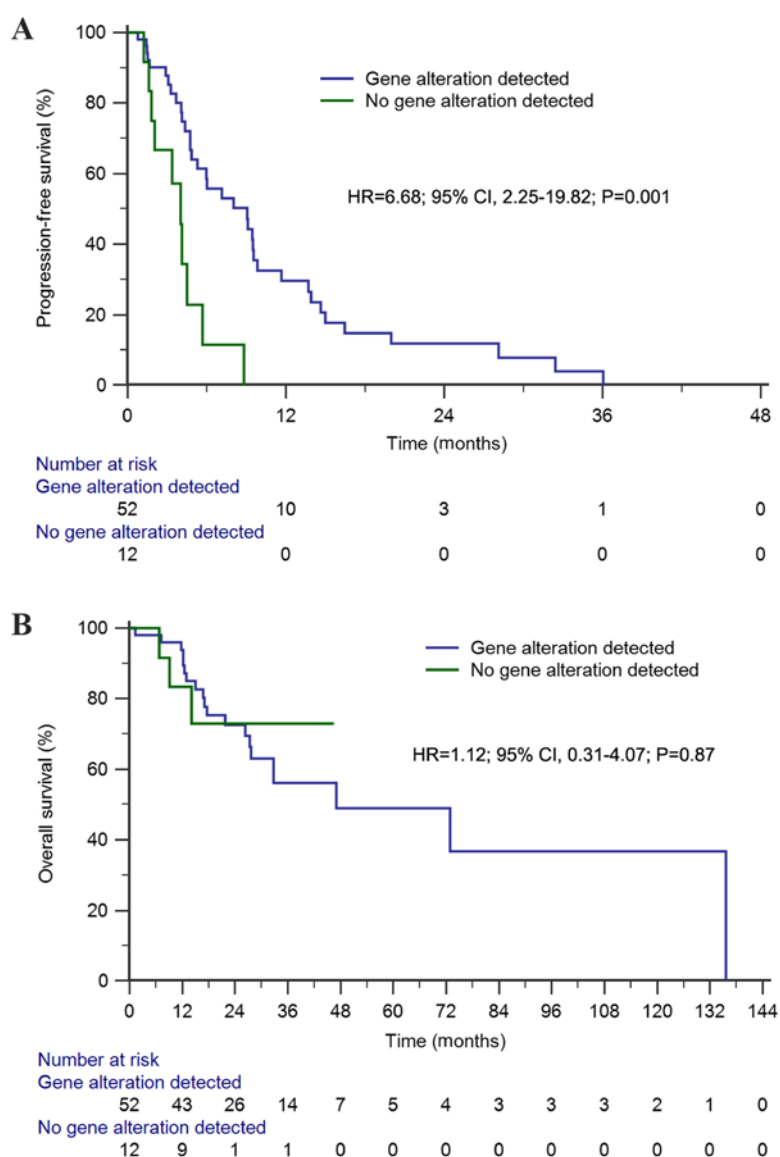 A
Progression-free survival (%)
100
80
60
40
20
0
Gene alteration detected
No gene alteration detected
HR=6.68; 95% CI, 2.25-19.82; P=0.001
0 12 24 36 48
Time (months)
Number at risk
Gene alteration detected
52 10 3 1 0
No gene alteration detected
12 0 0 0 0
B
Overall survival (%)
100
80
60
40
20
0
Gene alteration detected
No gene alteration detected
HR=1.12; 95% CI, 0.31-4.07; P=0.87
0 12 24 36 48 60 72 84 96 108 120 132 144
Time (months)
Number at risk
Gene alteration detected
52 43 26 14 7 5 4 3 3 3 2 1 0
No gene alteration detected
12 9 1 1 0 0 0 0 0 0 0 0 0